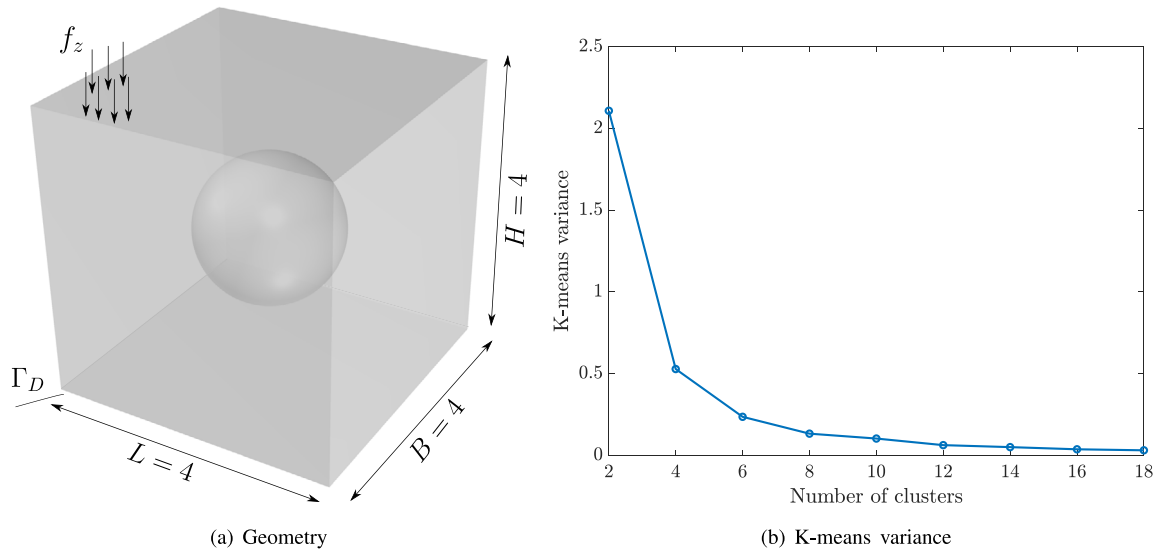 f_z
H = 4
Γ_D
L = 4
B = 4
(a) Geometry
2.5
2
1.5
1
0.5
0
K-means variance
2 4 6 8 10 12 14 16 18
Number of clusters
(b) K-means variance